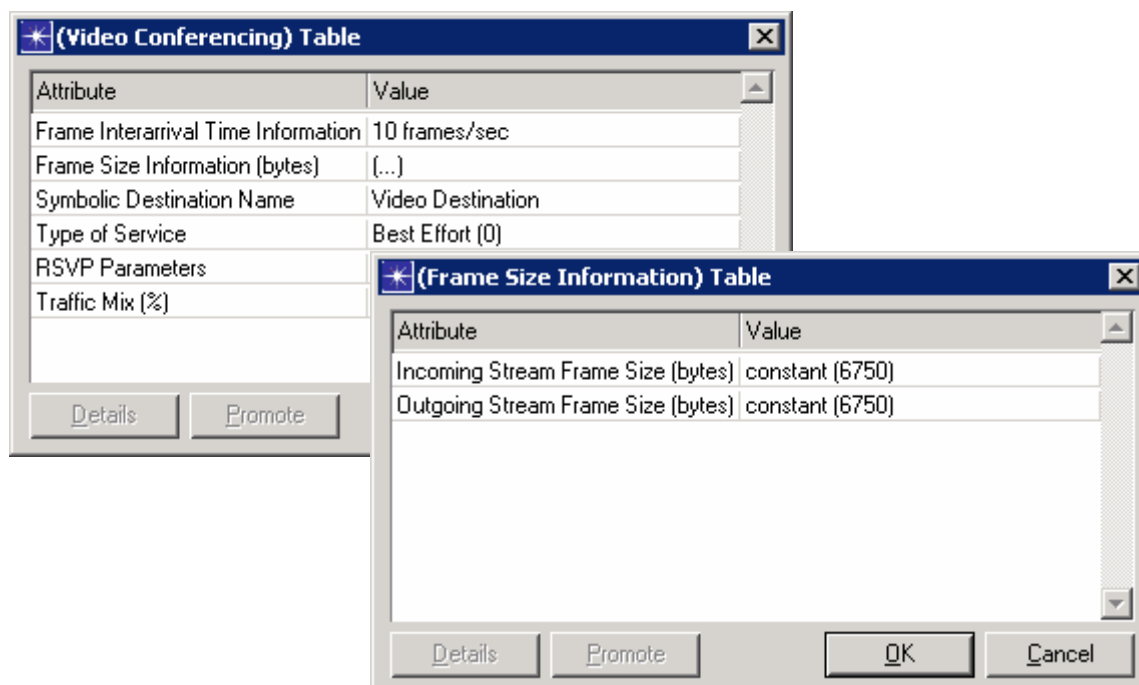 (Video Conferencing) Table
Attribute Value
Frame Interarrival Time Information 10 frames/sec
Frame Size Information (bytes) (...)
Symbolic Destination Name Video Destination
Type of Service Best Effort (0)
RSVP Parameters
Traffic Mix (%)
Details Promote
(Frame Size Information) Table
Attribute Value
Incoming Stream Frame Size (bytes) constant (6750)
Outgoing Stream Frame Size (bytes) constant (6750)
Details Promote OK Cancel